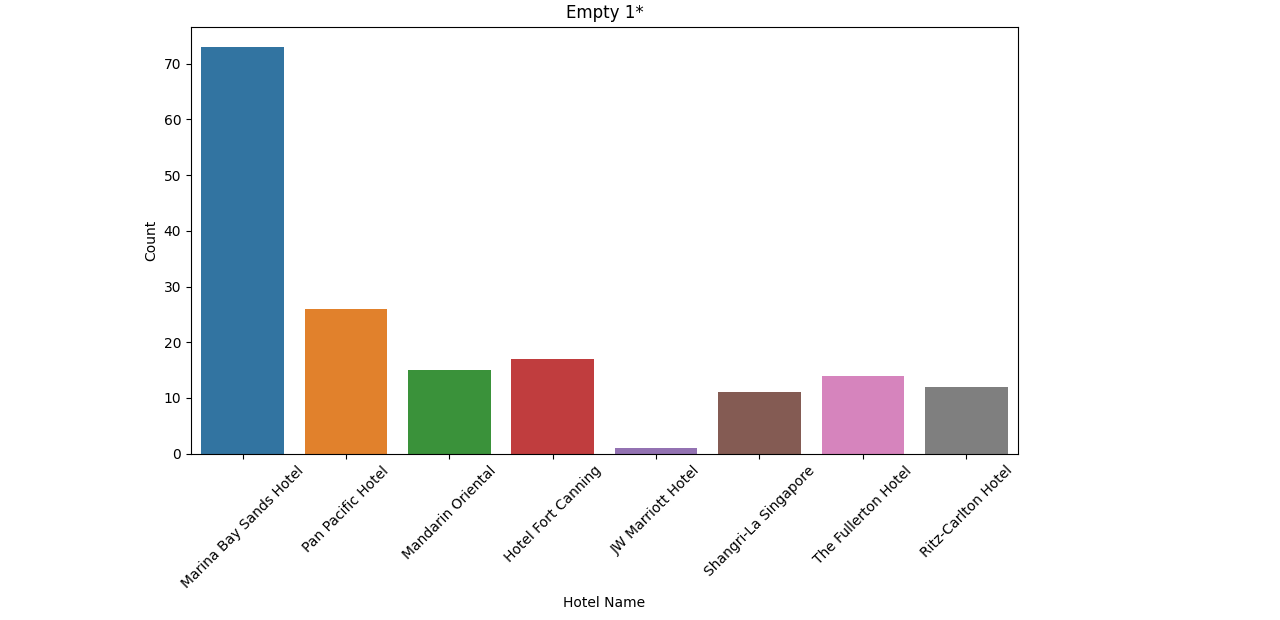 Empty 1*
Count
70
60
50
40
30
20
10
0
Marina Bay Sands Hotel
Pan Pacific Hotel
Mandarin Oriental
Hotel Fort Canning
JW Marriott Hotel
Shangri-La Singapore
The Fullerton Hotel
Ritz-Carlton Hotel
Hotel Name